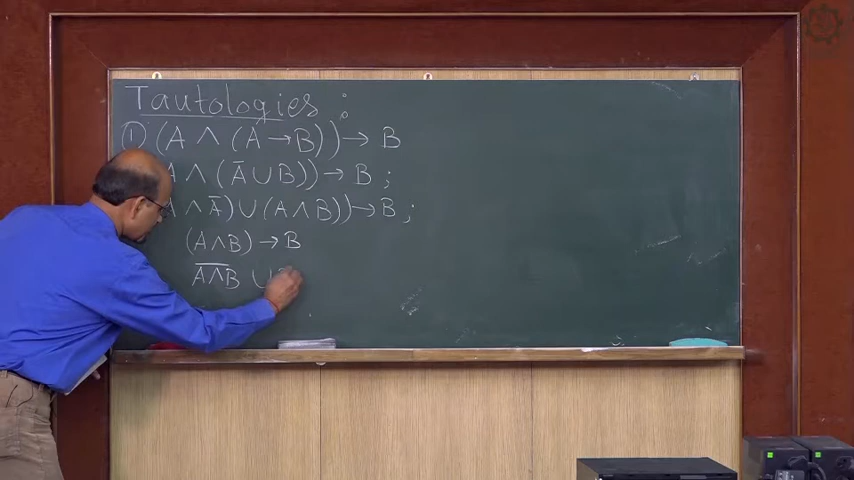 Tautologies :
① (A ∧ (A → B)) → B
A ∧ (Ā ∪ B)) → B ;
A ∧ Ā) ∪ (A ∧ B)) → B ;
(A ∧ B) → B
A̅∧̅B̅ ∪